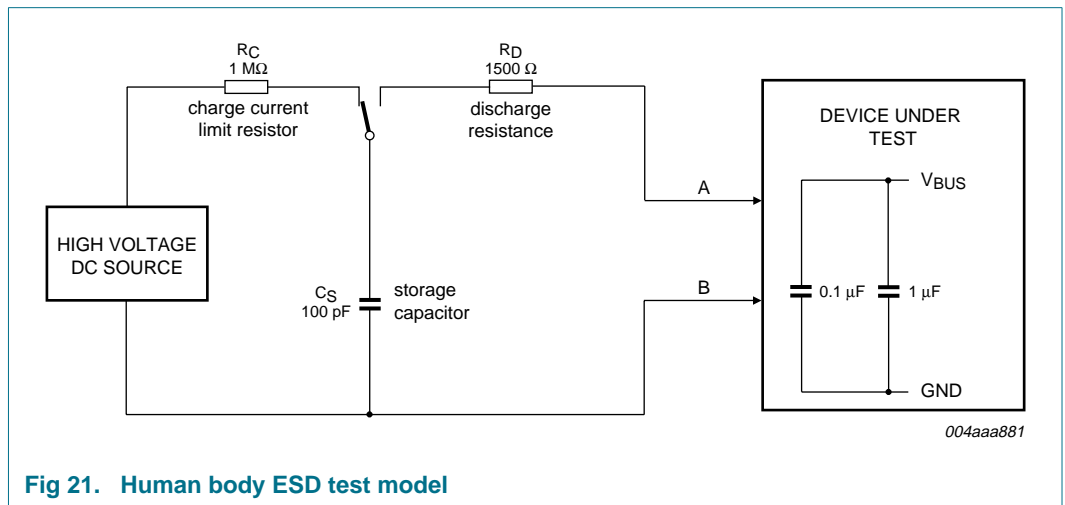 RC
1 MΩ
charge current
limit resistor
RD
1500 Ω
discharge
resistance
DEVICE UNDER
TEST
A
VBUS
HIGH VOLTAGE
DC SOURCE
CS
100 pF
storage
capacitor
B
0.1 μF
1 μF
GND
004aaa881
Fig 21. Human body ESD test model